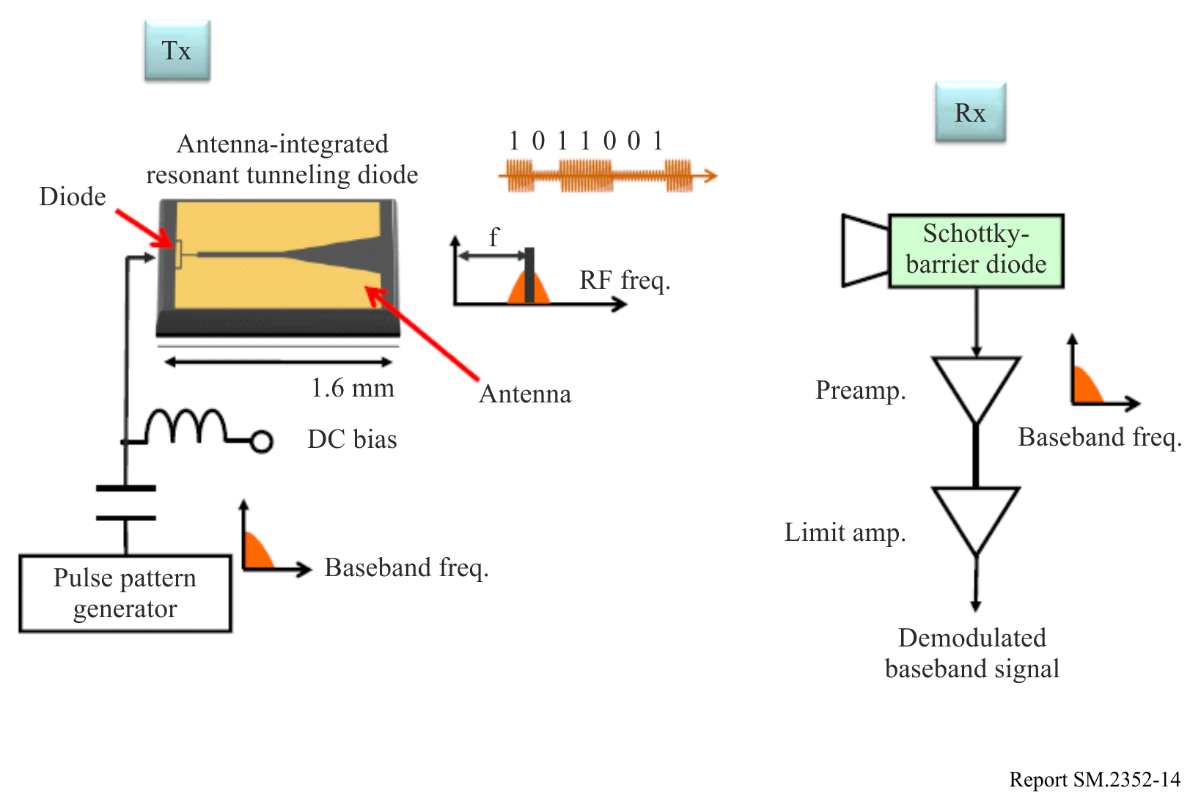 Tx
Antenna-integrated
resonant tunneling diode
Diode
1 0 1 1 0 0 1
f
RF freq.
1.6 mm
Antenna
DC bias
Baseband freq.
Pulse pattern
generator
Rx
Schottky-
barrier diode
Preamp.
Baseband freq.
Limit amp.
Demodulated
baseband signal
Report SM.2352-14